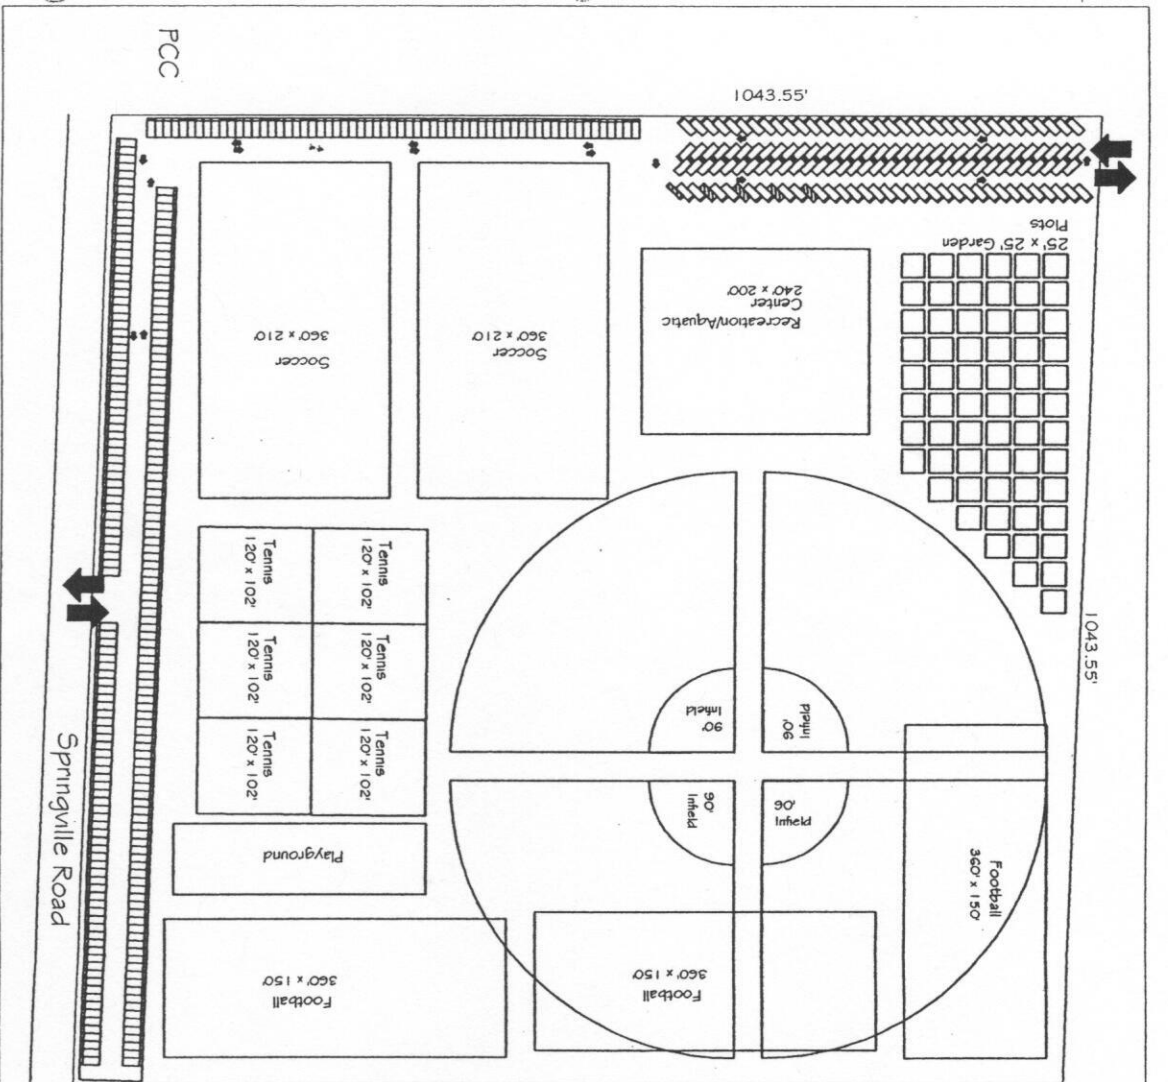 PCC
1043.55'
Plots
25' x 25' Garden
240' x 200'
Center
Recreation/Aquatic
360' x 210'
Soccer
360' x 210'
Soccer
Tennis
120' x 102'
Tennis
120' x 102'
Tennis
120' x 102'
Tennis
120' x 102'
Tennis
120' x 102'
Tennis
120' x 102'
1043.55'
90'
Infield
90'
Infield
90'
Infield
90'
Infield
Springville Road
Playground
Football
360' x 150'
360' x 150'
Football
360' x 150'
Football